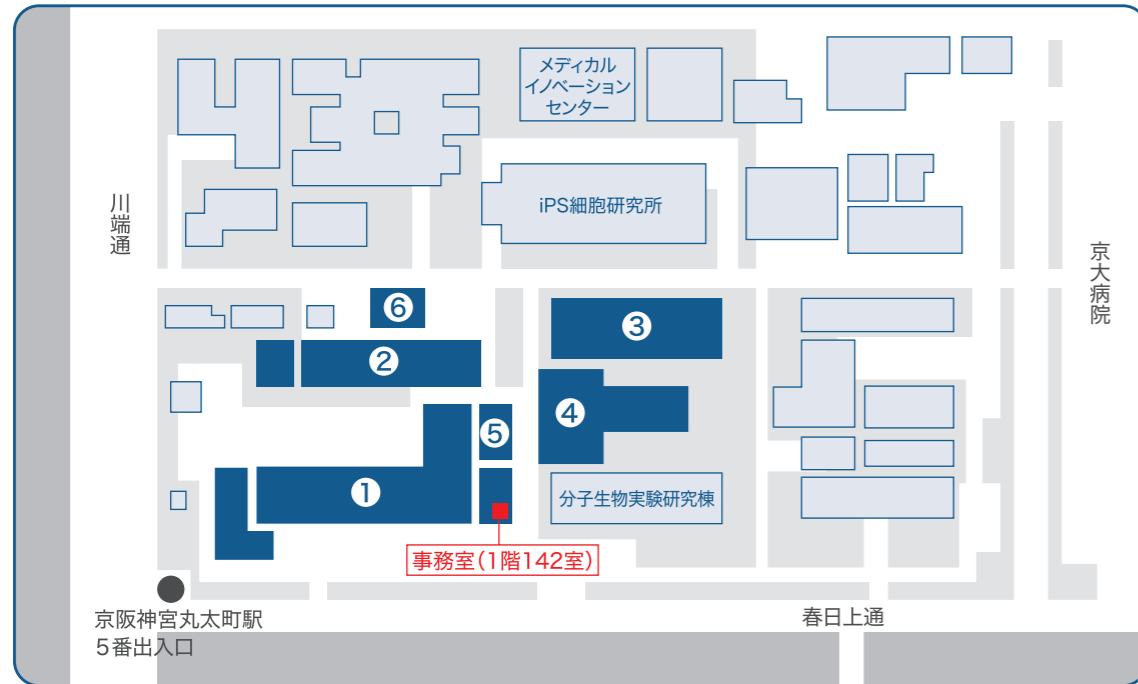 メディカル
イノベーション
センター
川端通
iPS細胞研究所
京大病院
❻
❸
❷
❹
❺
❶
分子生物実験研究棟
事務室(1階142室)
京阪神宮丸太町駅
5番出入口
春日上通